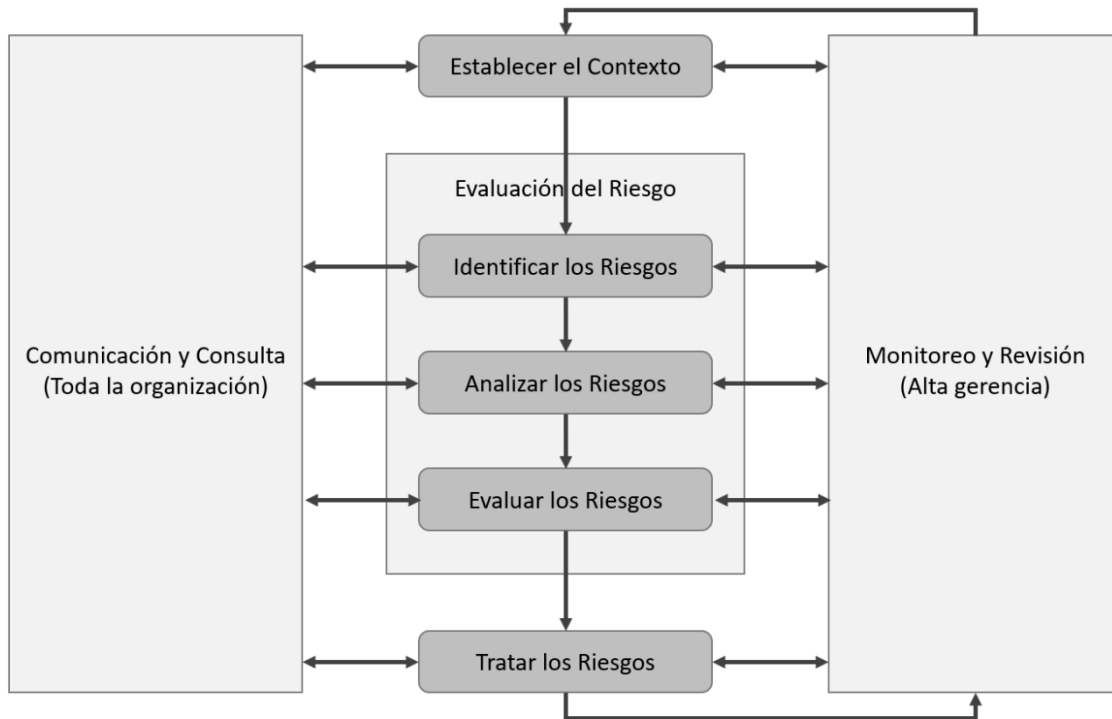 Establecer el Contexto
Evaluación del Riesgo
Identificar los Riesgos
Comunicación y Consulta
(Toda la organización)
Analizar los Riesgos
Monitoreo y Revisión
(Alta gerencia)
Evaluar los Riesgos
Tratar los Riesgos